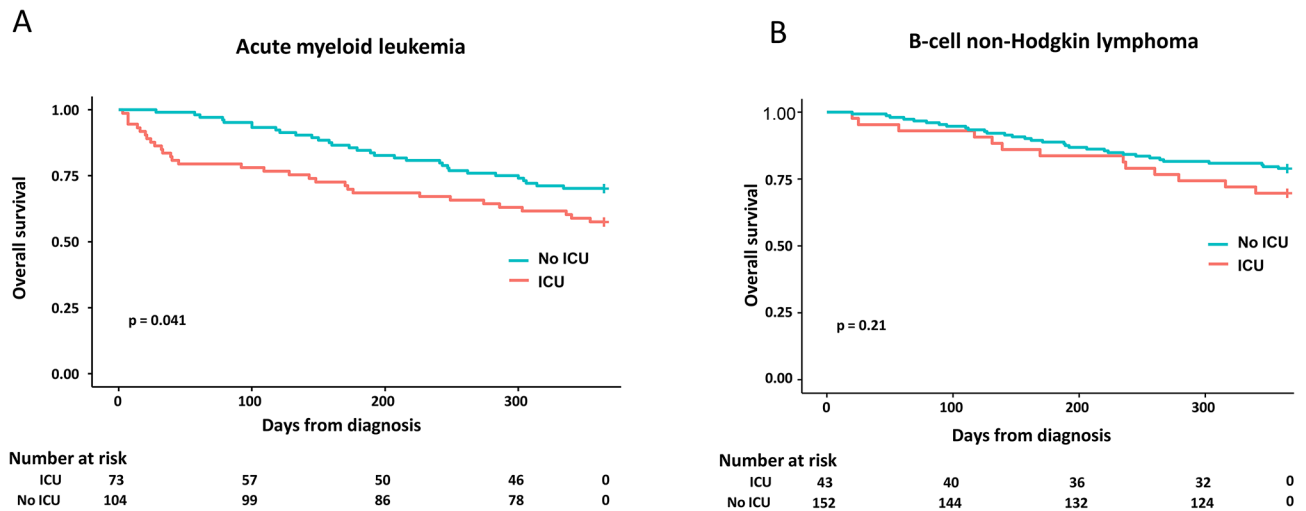 A
Acute myeloid leukemia
1.00
0.75
0.50
0.25
0.00
Overall survival
No ICU
ICU
p = 0.041
0 100 200 300
Days from diagnosis
Number at risk
ICU 73 57 50 46 0
No ICU 104 99 86 78 0
B
B-cell non-Hodgkin lymphoma
1.00
0.75
0.50
0.25
0.00
Overall survival
No ICU
ICU
p = 0.21
0 100 200 300
Days from diagnosis
Number at risk
ICU 43 40 36 32 0
No ICU 152 144 132 124 0